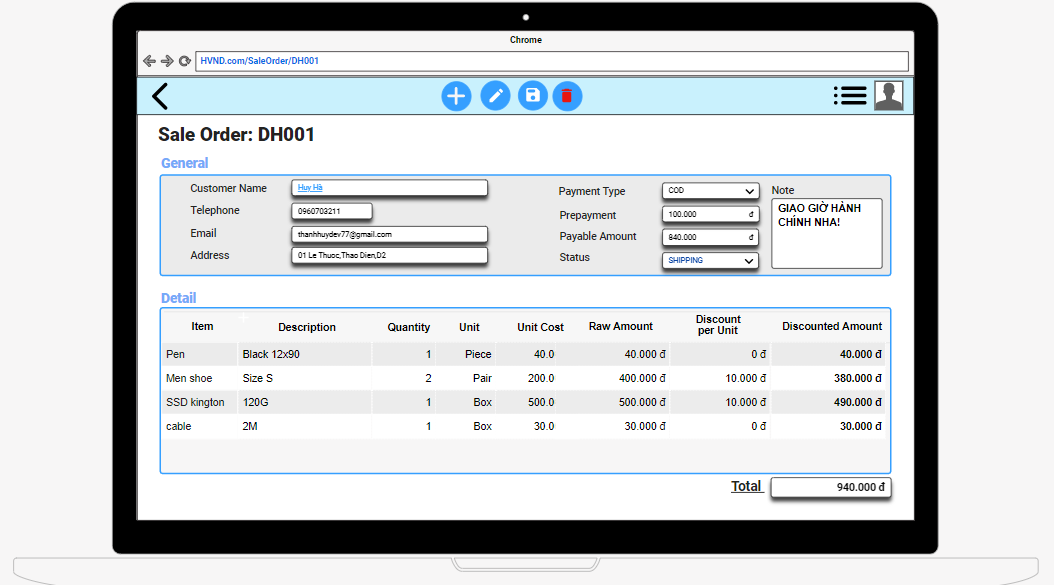 Chrome
HVND.com/SaleOrder/DH001
Sale Order: DH001
General
Customer Name Huy Hà
Telephone 0960703211
Email thanhhuydev77@gmail.com
Address 01 Le Thuoc,Thao Dien,D2
Payment Type COD
Prepayment 100.000 đ
Payable Amount 840.000 đ
Status SHIPPING
Note
GIAO GIỜ HÀNH
CHÍNH NHA!
Detail
Item Description Quantity Unit Unit Cost Raw Amount Discount per Unit Discounted Amount
Pen Black 12x90 1 Piece 40.0 40.000 đ 0 đ 40.000 đ
Men shoe Size S 2 Pair 200.0 400.000 đ 10.000 đ 380.000 đ
SSD kington 120G 1 Box 500.0 500.000 đ 10.000 đ 490.000 đ
cable 2M 1 Box 30.0 30.000 đ 0 đ 30.000 đ
Total 940.000 đ